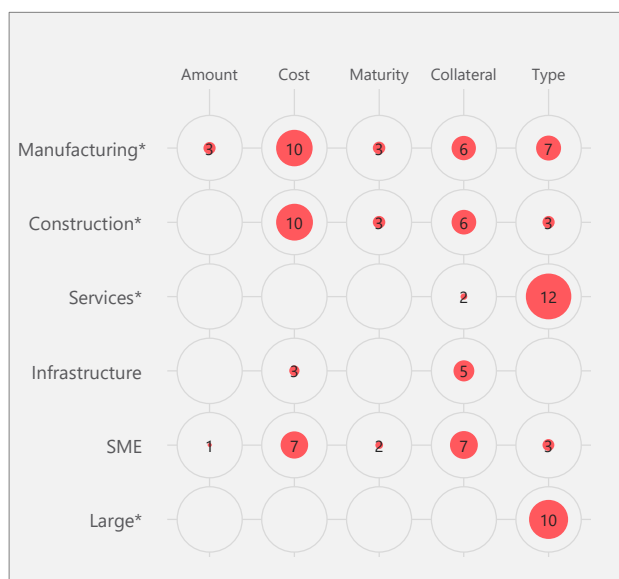 Amount Cost Maturity Collateral Type
Manufacturing* 3 10 3 6 7
Construction* 10 3 6 3
Services* 2 12
Infrastructure 3 5
SME 1 7 2 7 3
Large* 10